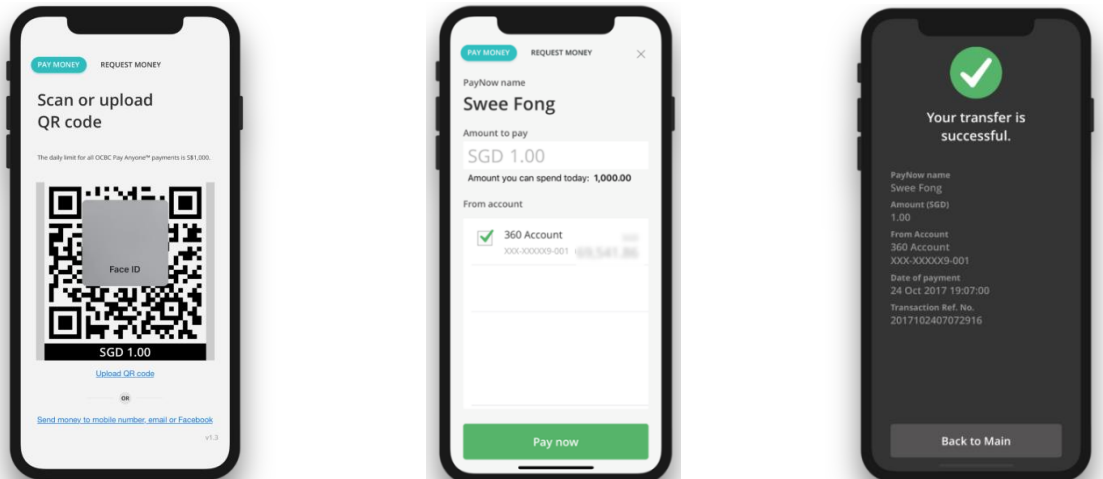 PAY MONEY REQUEST MONEY
Scan or upload
QR code
The daily limit for all OCBC Pay Anyone™ payments is S$1,000.
Face ID
SGD 1.00
Upload QR code
OR
Send money to mobile number, email or Facebook
v1.3
PAY MONEY REQUEST MONEY ×
PayNow name
Swee Fong
Amount to pay
SGD 1.00
Amount you can spend today: 1,000.00
From account
360 Account
XXX-XXXXX9-001
Pay now
Your transfer is
successful.
PayNow name
Swee Fong
Amount (SGD)
1.00
From Account
360 Account
XXX-XXXXX9-001
Date of payment
24 Oct 2017 19:07:00
Transaction Ref. No.
2017102407072916
Back to Main